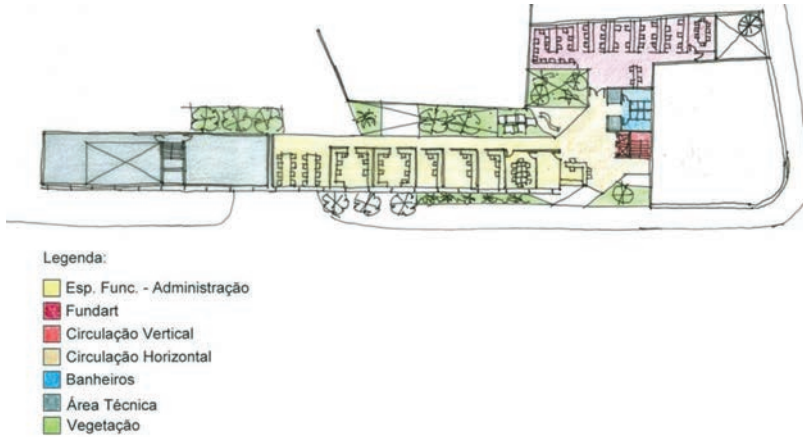 Legenda:
Esp. Func. - Administração
Fundart
Circulação Vertical
Circulação Horizontal
Banheiros
Área Técnica
Vegetação